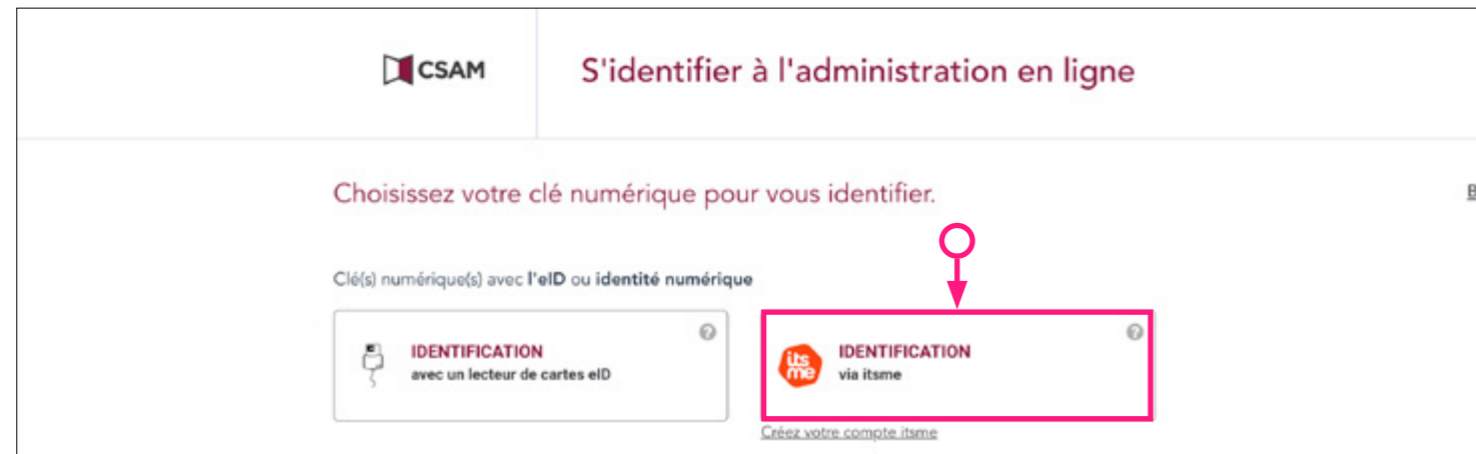 CSAM
S'identifier à l'administration en ligne
Choisissez votre clé numérique pour vous identifier.
Clé(s) numérique(s) avec l'eID ou identité numérique
IDENTIFICATION
avec un lecteur de cartes eID
its
me
IDENTIFICATION
via itsme
Créez votre compte itsme